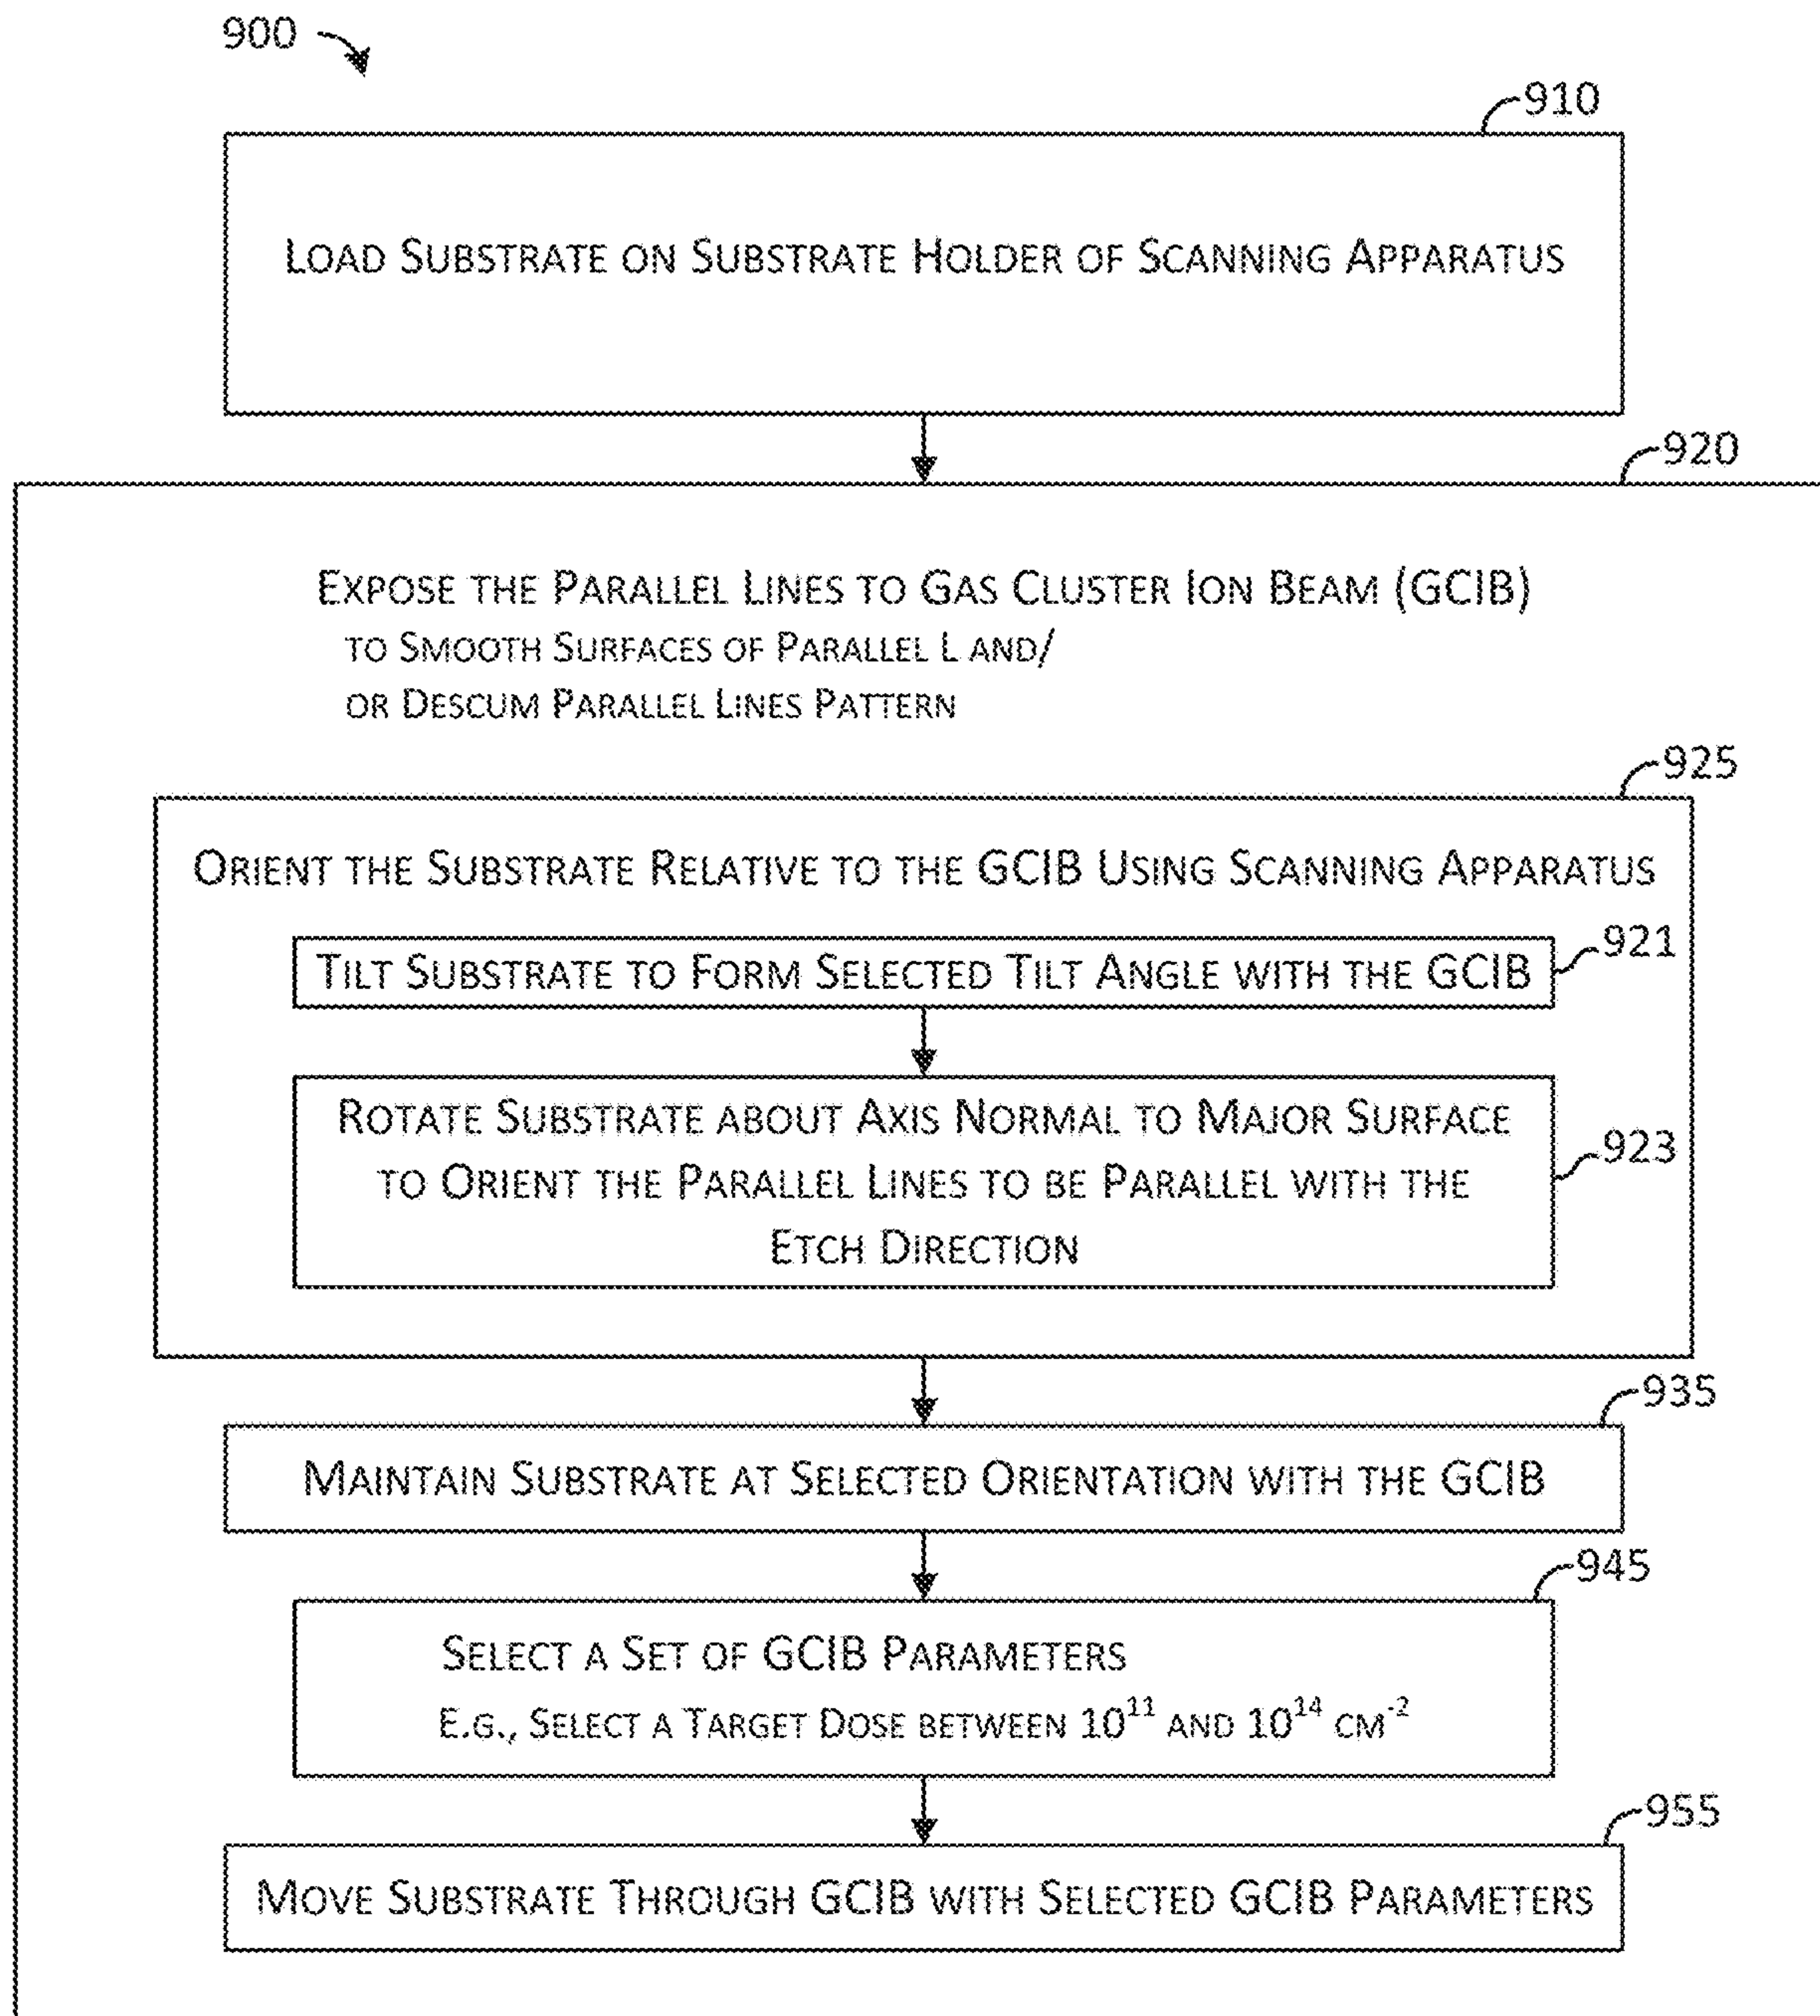 900
910
LOAD SUBSTRATE ON SUBSTRATE HOLDER OF SCANNING APPARATUS
920
EXPOSE THE PARALLEL LINES TO GAS CLUSTER ION BEAM (GCIB)
TO SMOOTH SURFACES OF PARALLEL L AND/
OR DESCUM PARALLEL LINES PATTERN
925
ORIENT THE SUBSTRATE RELATIVE TO THE GCIB USING SCANNING APPARATUS
921
TILT SUBSTRATE TO FORM SELECTED TILT ANGLE WITH THE GCIB
923
ROTATE SUBSTRATE ABOUT AXIS NORMAL TO MAJOR SURFACE
TO ORIENT THE PARALLEL LINES TO BE PARALLEL WITH THE
ETCH DIRECTION
935
MAINTAIN SUBSTRATE AT SELECTED ORIENTATION WITH THE GCIB
945
SELECT A SET OF GCIB PARAMETERS
E.G., SELECT A TARGET DOSE BETWEEN 10¹¹ AND 10¹⁴ CM⁻²
955
MOVE SUBSTRATE THROUGH GCIB WITH SELECTED GCIB PARAMETERS